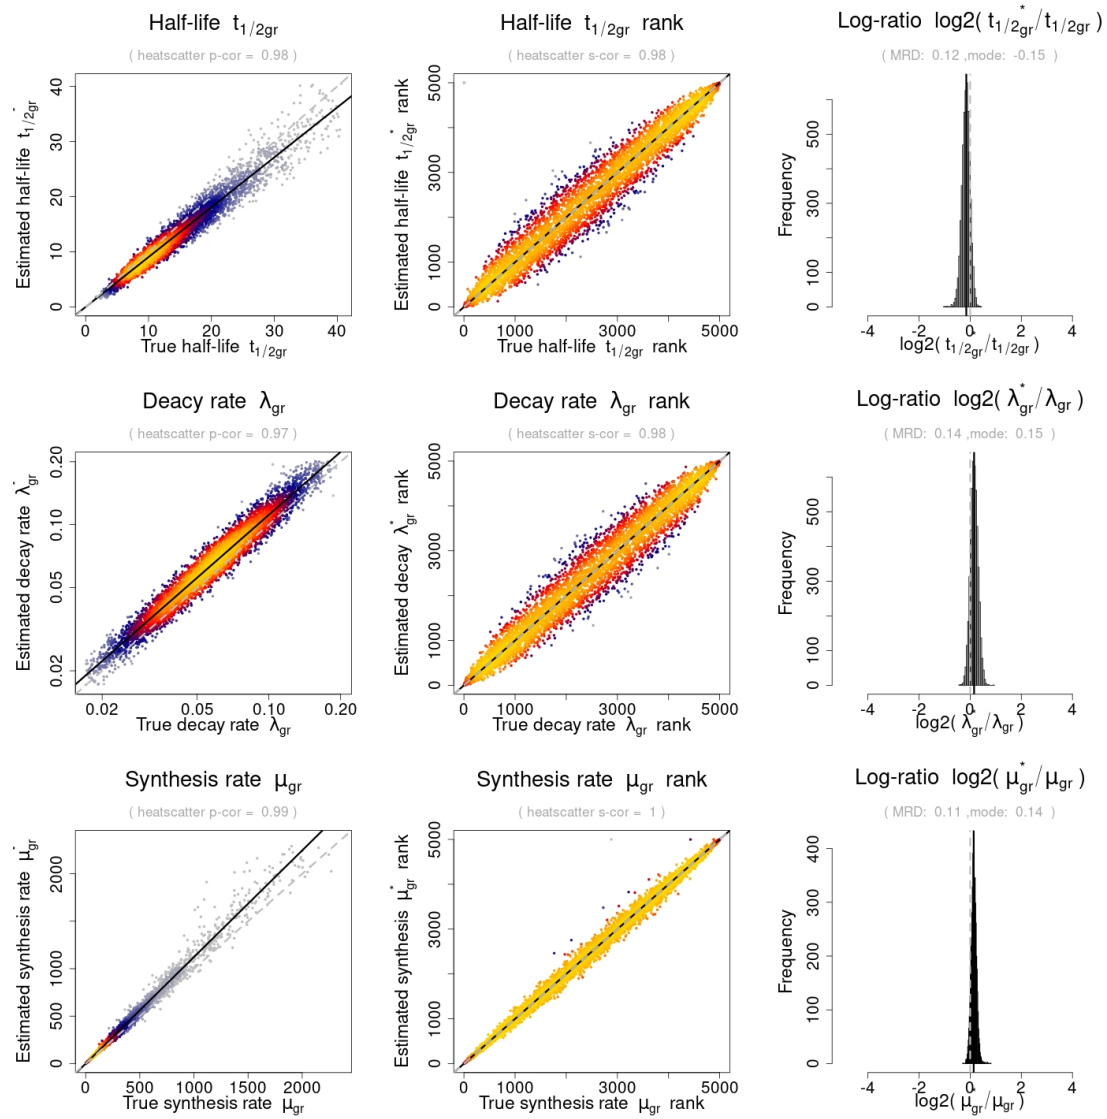 Half-life t1/2gr
( heatscatter p-cor = 0.98 )
Estimated half-life t*1/2gr
0 10 20 30 40
0 10 20 30 40
True half-life t1/2gr
Half-life t1/2gr rank
( heatscatter s-cor = 0.98 )
Estimated half-life t*1/2gr rank
0 1000 3000 5000
0 1000 3000 5000
True half-life t1/2gr rank
Log-ratio log2( t*1/2gr/t1/2gr )
( MRD: 0.12 ,mode: -0.15 )
Frequency
0 100 300 500
-4 -2 0 2 4
log2( t1/2gr/t1/2gr )
Deacy rate λgr
( heatscatter p-cor = 0.97 )
Estimated decay rate λ*gr
0.02 0.05 0.10 0.20
0.02 0.05 0.10 0.20
True decay rate λgr
Decay rate λgr rank
( heatscatter s-cor = 0.98 )
Estimated decay λ*gr rank
0 1000 3000 5000
0 1000 3000 5000
True decay rate λgr rank
Log-ratio log2( λ*gr/λgr )
( MRD: 0.14 ,mode: 0.15 )
Frequency
0 100 300 500
-4 -2 0 2 4
log2( λgr/λgr )
Synthesis rate μgr
( heatscatter p-cor = 0.99 )
Estimated synthesis rate μ*gr
0 500 1000 2000
0 500 1000 1500 2000
True synthesis rate μgr
Synthesis rate μgr rank
( heatscatter s-cor = 1 )
Estimated synthesis μ*gr rank
0 1000 3000 5000
0 1000 3000 5000
True synthesis rate μgr rank
Log-ratio log2( μ*gr/μgr )
( MRD: 0.11 ,mode: 0.14 )
Frequency
0 100 200 300 400
-4 -2 0 2 4
log2( μgr/μgr )